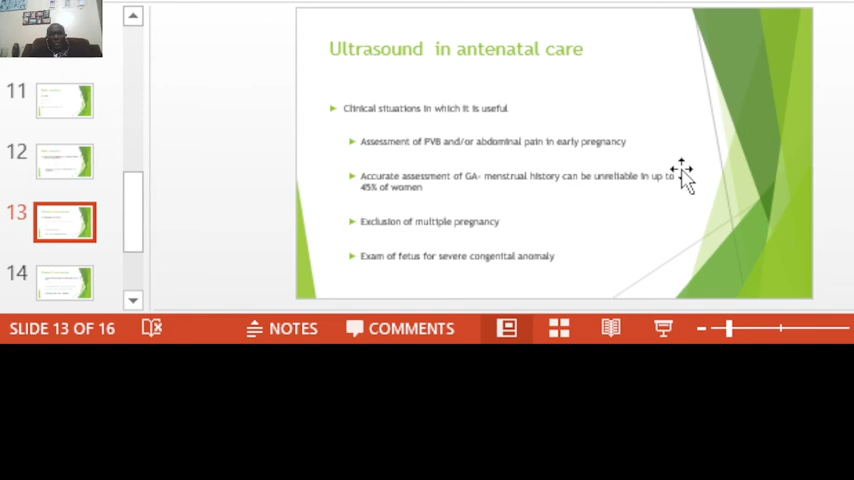 11
12
13
14
Ultrasound in antenatal care
Clinical situations in which it is useful
Assessment of PVB and/or abdominal pain in early pregnancy
Accurate assessment of GA- menstrual history can be unreliable in up to
45% of women
Exclusion of multiple pregnancy
Exam of fetus for severe congenital anomaly
SLIDE 13 OF 16
NOTES
COMMENTS